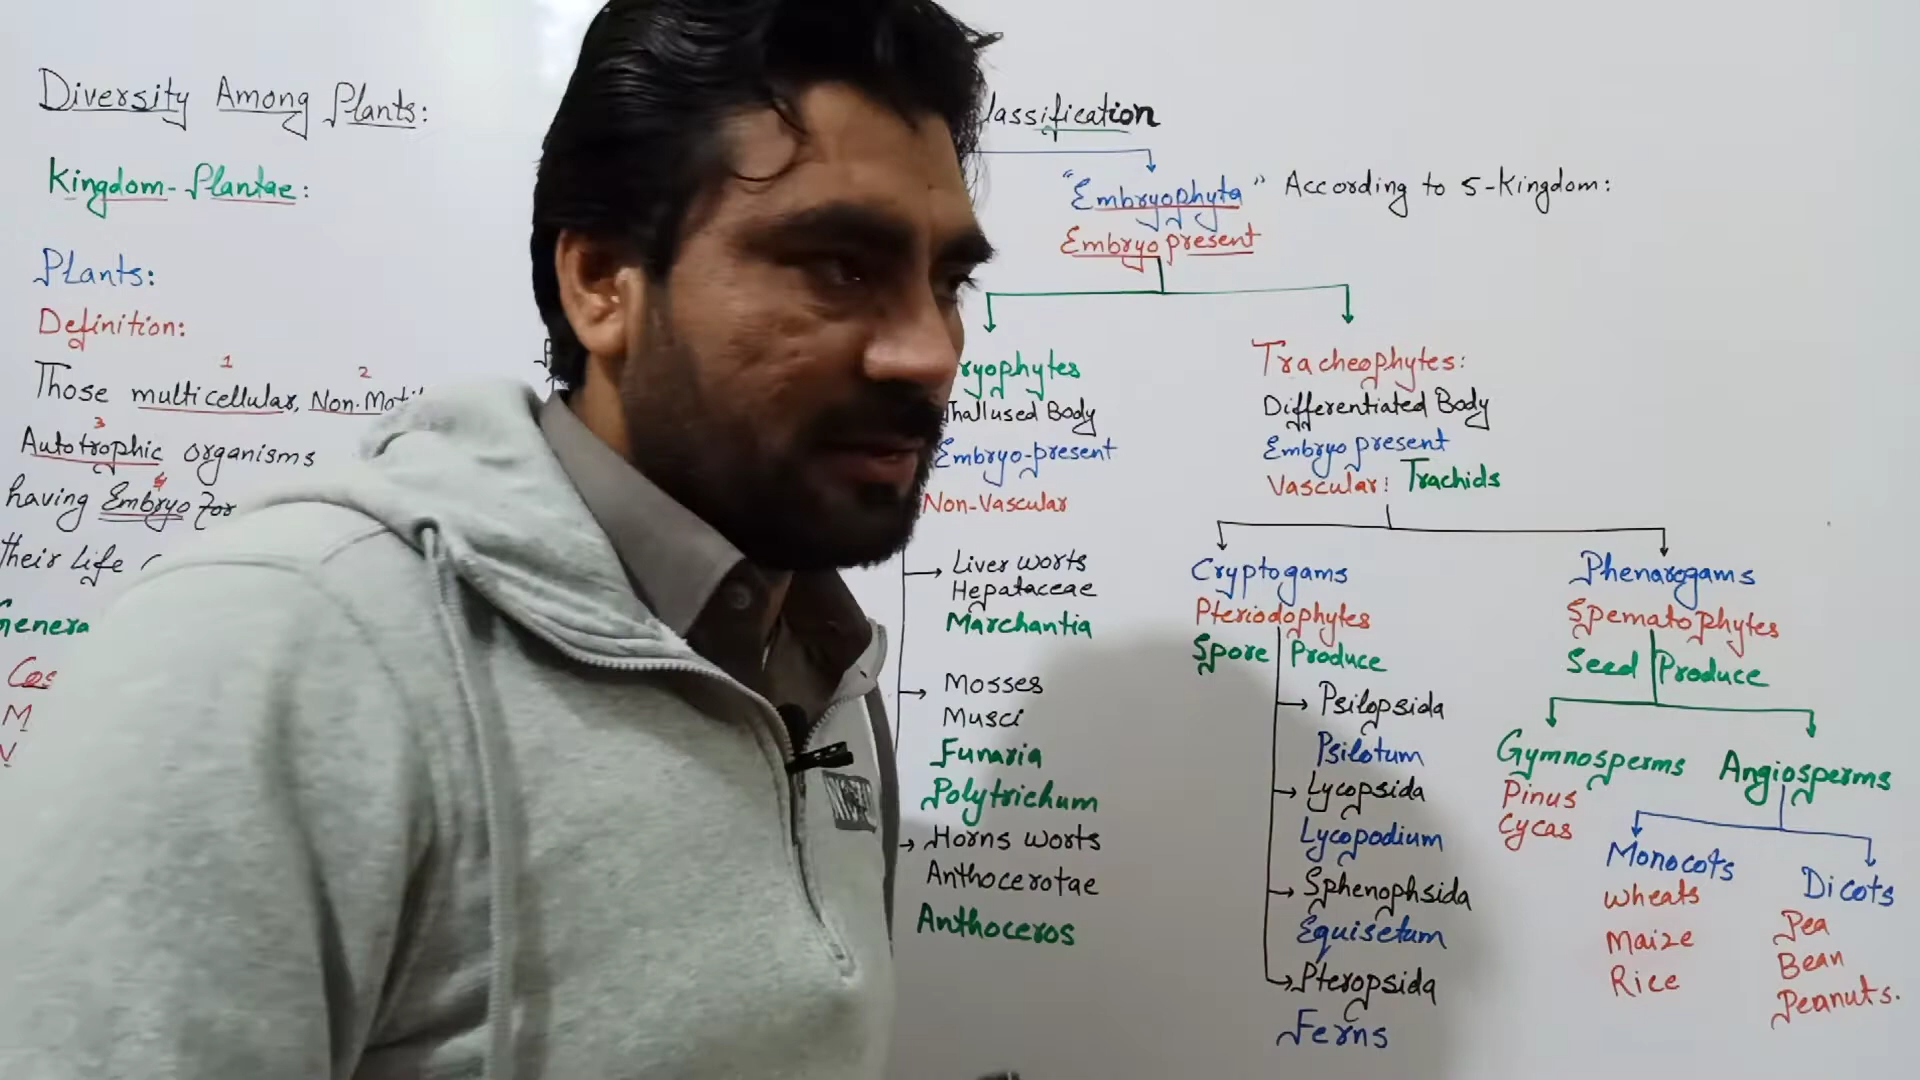 Diversity Among Plants:
Kingdom-Plantae:
Plants:
Definition:
1 2
Those multicellular, Non-Moti
3
Autotrophic organisms
4
having Embryo for
their life
Genera
M
V
lassification
"Embryophyta" According to 5-Kingdom:
Embryo present
ryophytes
Thallused Body
Embryo-present
Non-Vascular
Liver worts
Hepataceae
Marchantia
Mosses
Musci
Funaria
Polytrichum
Horns worts
Anthocerotae
Anthoceros
Tracheophytes:
Differentiated Body
Embryo present
Vascular: Trachids
Cryptogams
Pteriodophytes
Spore Produce
Psilopsida
Psilotum
Lycopsida
Lycopodium
Sphenophsida
Equisetum
Pteropsida
Ferns
Phenarogams
Spematophytes
Seed Produce
Gymnosperms
Pinus
Cycas
Angiosperms
Monocots
Wheats
Maize
Rice
Dicots
Pea
Bean
Peanuts.